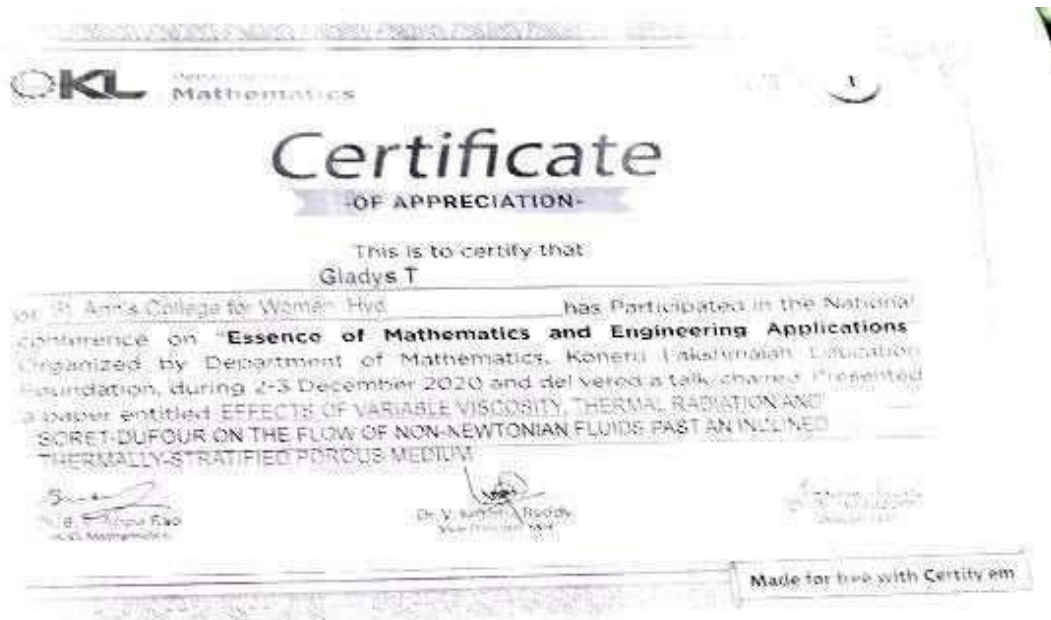 KL
Mathematics
Certificate
-OF APPRECIATION-
This is to certify that
Gladys T
of St. Ann's College for Women Hyd has Participated in the National
conference on "Essence of Mathematics and Engineering Applications
Organized by Department of Mathematics, Koneru Lakshmaiah Education
Foundation, during 2-3 December 2020 and delivered a talk/chaired/Presented
a paper entitled EFFECTS OF VARIABLE VISCOSITY, THERMAL RADIATION AND
SORET-DUFOUR ON THE FLOW OF NON-NEWTONIAN FLUIDS PAST AN INCLINED
THERMALLY-STRATIFIED POROUS MEDIUM
Rao
Dr. V. Reddy
Made for free with Certify'em